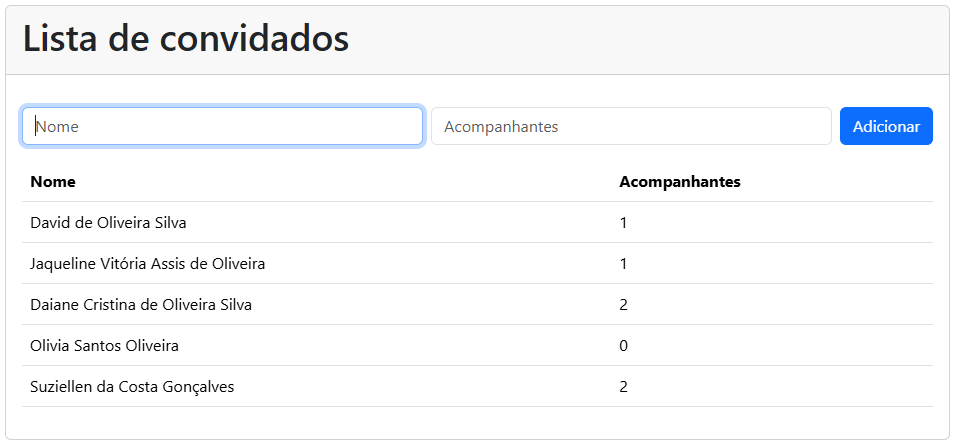 Lista de convidados
Nome Acompanhantes Adicionar
Nome Acompanhantes
David de Oliveira Silva 1
Jaqueline Vitória Assis de Oliveira 1
Daiane Cristina de Oliveira Silva 2
Olivia Santos Oliveira 0
Suziellen da Costa Gonçalves 2